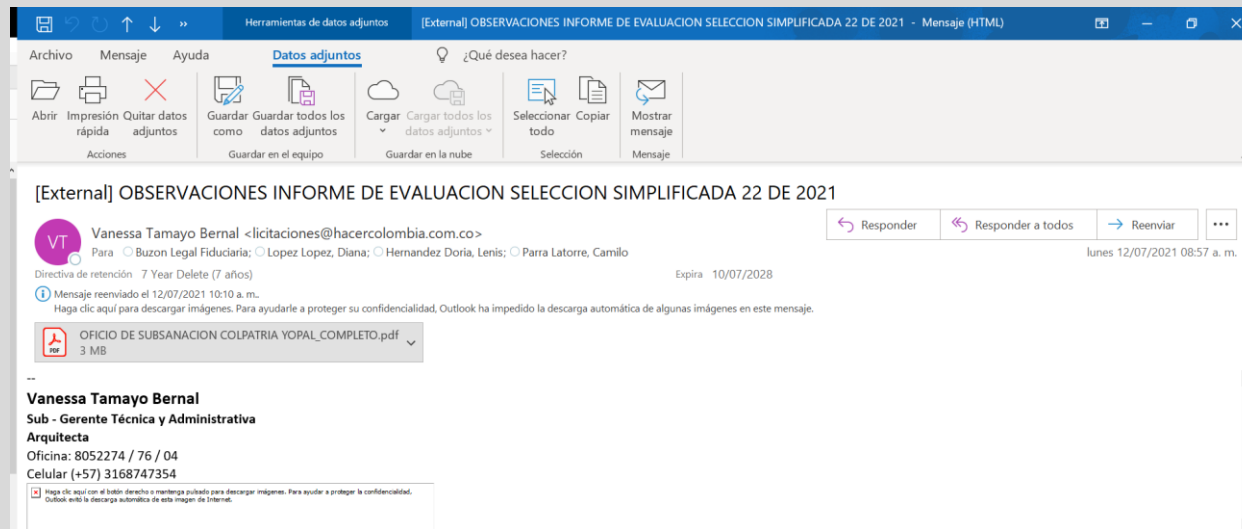 Herramientas de datos adjuntos
[External] OBSERVACIONES INFORME DE EVALUACION SELECCION SIMPLIFICADA 22 DE 2021 - Mensaje (HTML)
Archivo Mensaje Ayuda Datos adjuntos ¿Qué desea hacer?
Abrir Impresión rápida Quitar datos adjuntos Guardar como Guardar todos los datos adjuntos Cargar Cargar todos los datos adjuntos Seleccionar todo Copiar Mostrar mensaje
Acciones Guardar en el equipo Guardar en la nube Selección Mensaje
[External] OBSERVACIONES INFORME DE EVALUACION SELECCION SIMPLIFICADA 22 DE 2021
Responder Responder a todos Reenviar ...
VT
Vanessa Tamayo Bernal <licitaciones@hacercolombia.com.co>
Para Buzon Legal Fiduciaria; Lopez Lopez, Diana; Hernandez Doria, Lenis; Parra Latorre, Camilo
lunes 12/07/2021 08:57 a. m.
Directiva de retención 7 Year Delete (7 años) Expira 10/07/2028
Mensaje reenviado el 12/07/2021 10:10 a. m..
Haga clic aquí para descargar imágenes. Para ayudarle a proteger su confidencialidad, Outlook ha impedido la descarga automática de algunas imágenes en este mensaje.
PDF
OFICIO DE SUBSANACION COLPATRIA YOPAL_COMPLETO.pdf
3 MB
--
Vanessa Tamayo Bernal
Sub - Gerente Técnica y Administrativa
Arquitecta
Oficina: 8052274 / 76 / 04
Celular (+57) 3168747354
Haga clic aquí con el botón derecho o mantenga pulsado para descargar imágenes. Para ayudar a proteger la confidencialidad,
Outlook evitó la descarga automática de esta imagen de Internet.